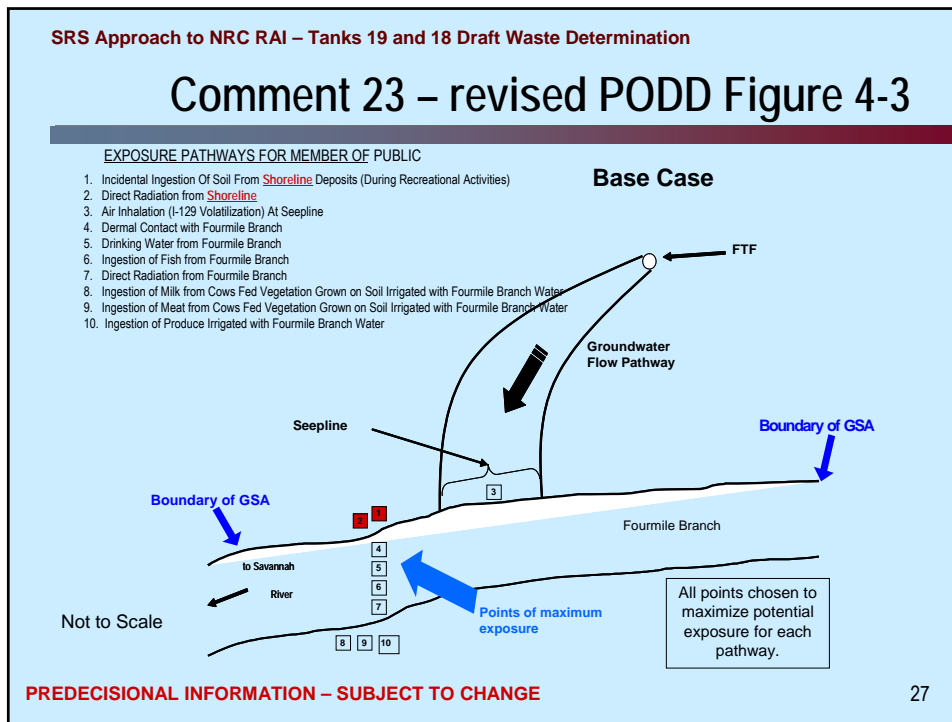 SRS Approach to NRC RAI – Tanks 19 and 18 Draft Waste Determination
Comment 23 – revised PODD Figure 4-3
EXPOSURE PATHWAYS FOR MEMBER OF PUBLIC
1. Incidental Ingestion Of Soil From Shoreline Deposits (During Recreational Activities)
2. Direct Radiation from Shoreline
3. Air Inhalation (I-129 Volatilization) At Seepline
4. Dermal Contact with Fourmile Branch
5. Drinking Water from Fourmile Branch
6. Ingestion of Fish from Fourmile Branch
7. Direct Radiation from Fourmile Branch
8. Ingestion of Milk from Cows Fed Vegetation Grown on Soil Irrigated with Fourmile Branch Water
9. Ingestion of Meat from Cows Fed Vegetation Grown on Soil Irrigated with Fourmile Branch Water
10. Ingestion of Produce Irrigated with Fourmile Branch Water
Base Case
FTF
Groundwater
Flow Pathway
Seepline
Boundary of GSA
3
Boundary of GSA
1
2
Fourmile Branch
4
to Savannah
5
River
6
7
Points of maximum
exposure
All points chosen to
maximize potential
exposure for each
pathway.
Not to Scale
8 9 10
PREDECISIONAL INFORMATION – SUBJECT TO CHANGE
27